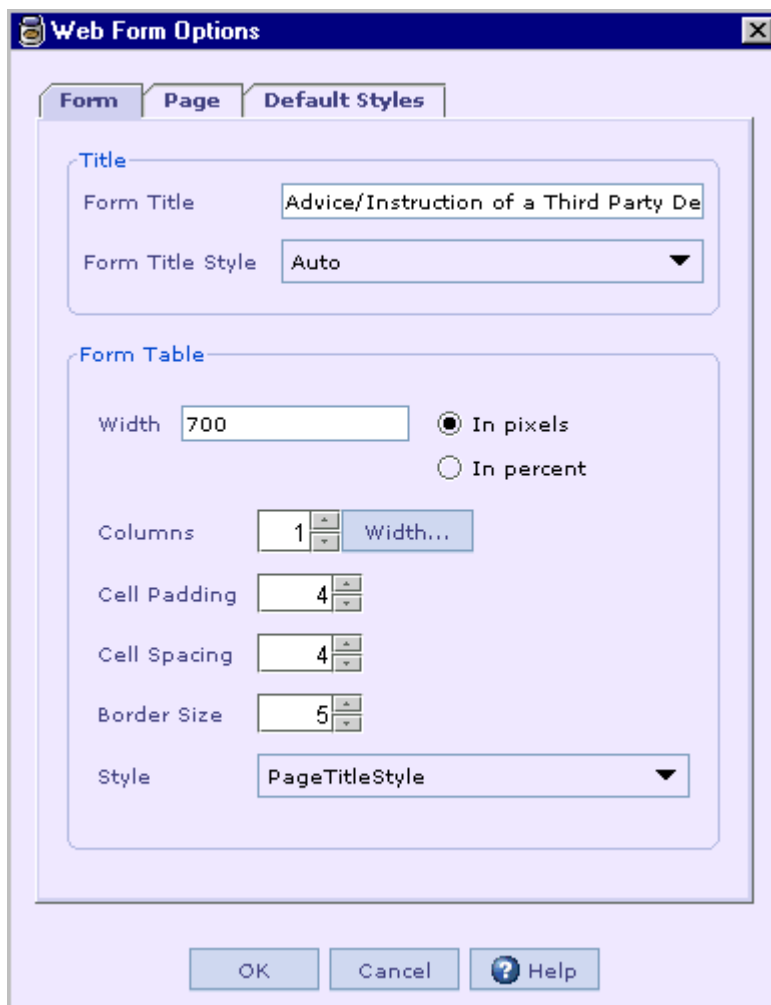 Web Form Options
Form Page Default Styles
Title
Form Title Advice/Instruction of a Third Party De
Form Title Style Auto
Form Table
Width 700 In pixels
In percent
Columns 1 Width...
Cell Padding 4
Cell Spacing 4
Border Size 5
Style PageTitleStyle
OK Cancel ? Help